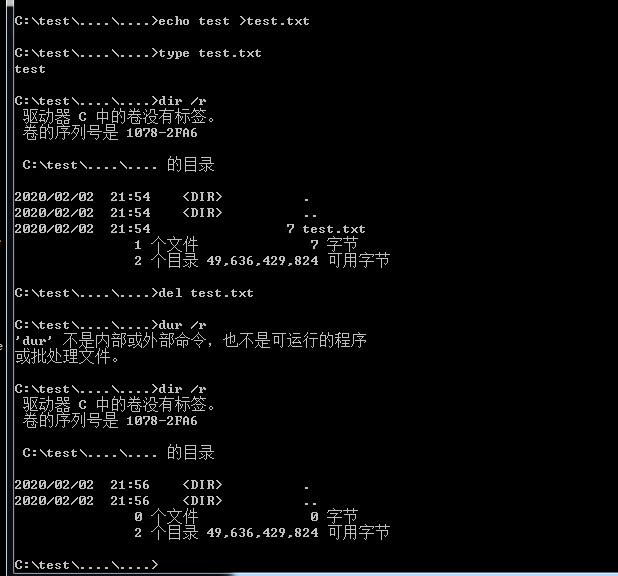 C:\test\....\....>echo test >test.txt
C:\test\....\....>type test.txt
test
C:\test\....\....>dir /r
驱动器 C 中的卷没有标签。
卷的序列号是 1078-2FA6
C:\test\....\.... 的目录
2020/02/02  21:54    <DIR>          .
2020/02/02  21:54    <DIR>          ..
2020/02/02  21:54                 7 test.txt
1 个文件              7 字节
2 个目录 49,636,429,824 可用字节
C:\test\....\....>del test.txt
C:\test\....\....>dur /r
'dur' 不是内部或外部命令，也不是可运行的程序
或批处理文件。
C:\test\....\....>dir /r
驱动器 C 中的卷没有标签。
卷的序列号是 1078-2FA6
C:\test\....\.... 的目录
2020/02/02  21:56    <DIR>          .
2020/02/02  21:56    <DIR>          ..
0 个文件              0 字节
2 个目录 49,636,429,824 可用字节
C:\test\....\....>